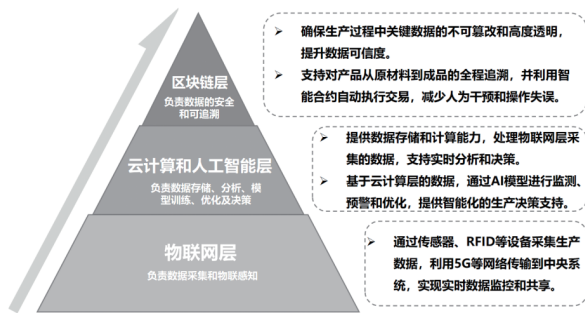 区块链层
负责数据的安全
和可追溯
➢ 确保生产过程中关键数据的不可篡改和高度透明，
提升数据可信度。
➢ 支持对产品从原材料到成品的全程追溯，并利用智
能合约自动执行交易，减少人为干预和操作失误。
云计算和人工智能层
负责数据存储、分析、模
型训练、优化及决策
➢ 提供数据存储和计算能力，处理物联网层采
集的数据，支持实时分析和决策。
➢ 基于云计算层的数据，通过AI模型进行监测、
预警和优化，提供智能化的生产决策支持。
物联网层
负责数据采集和物联感知
➢ 通过传感器、RFID等设备采集生产
数据，利用5G等网络传输到中央系
统，实现实时数据监控和共享。